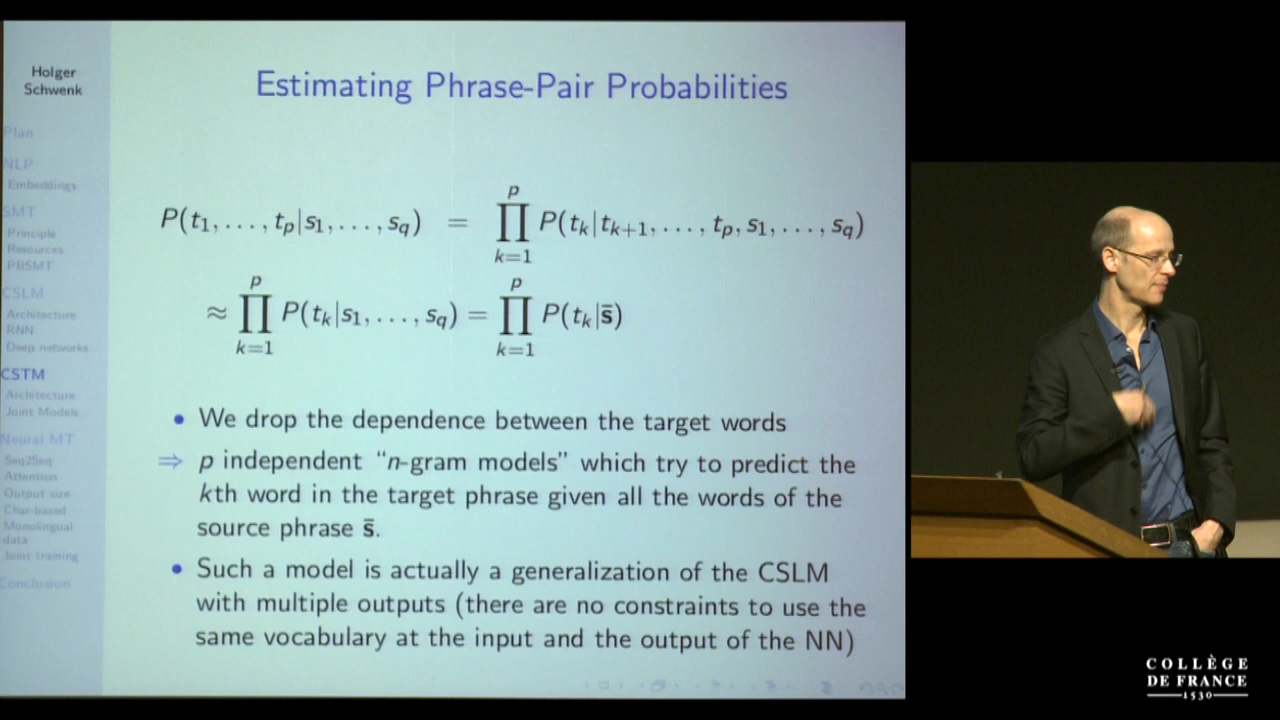 Holger
Schwenk
Plan
NLP
Embeddings
SMT
Principle
Resources
PBSMT
CSLM
Architecture
RNN
Deep networks
CSTM
Architecture
Joint Models
Neural MT
Seq2Seq
Attention
Output size
Char-based
Monolingual
data
Joint training
Conclusion
Estimating Phrase-Pair Probabilities
P(t₁, . . . , tₚ|s₁, . . . , s_q) = ∏_{k=1}^{p} P(tₖ|tₖ₊₁, . . . , tₚ, s₁, . . . , s_q)
≈ ∏_{k=1}^{p} P(tₖ|s₁, . . . , s_q) = ∏_{k=1}^{p} P(tₖ|s̄)
• We drop the dependence between the target words
⇒ p independent “n-gram models” which try to predict the
kth word in the target phrase given all the words of the
source phrase s̄.
• Such a model is actually a generalization of the CSLM
with multiple outputs (there are no constraints to use the
same vocabulary at the input and the output of the NN)
COLLÈGE
DE FRANCE
1530